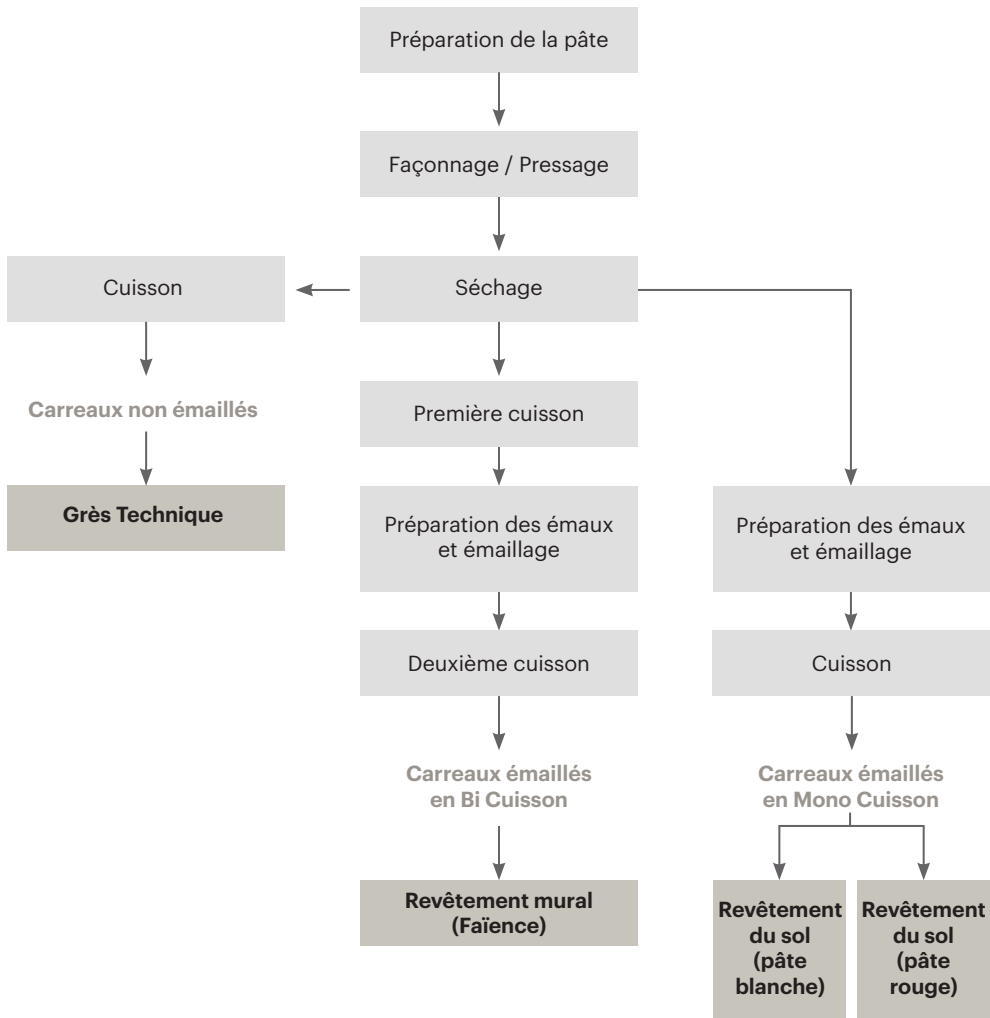 Préparation de la pâte
Façonnage / Pressage
Cuisson
Séchage
Carreaux non émaillés
Première cuisson
Grès Technique
Préparation des émaux
et émaillage
Préparation des émaux
et émaillage
Deuxième cuisson
Cuisson
Carreaux émaillés
en Bi Cuisson
Carreaux émaillés
en Mono Cuisson
Revêtement mural
(Faïence)
Revêtement
du sol
(pâte
blanche)
Revêtement
du sol
(pâte
rouge)